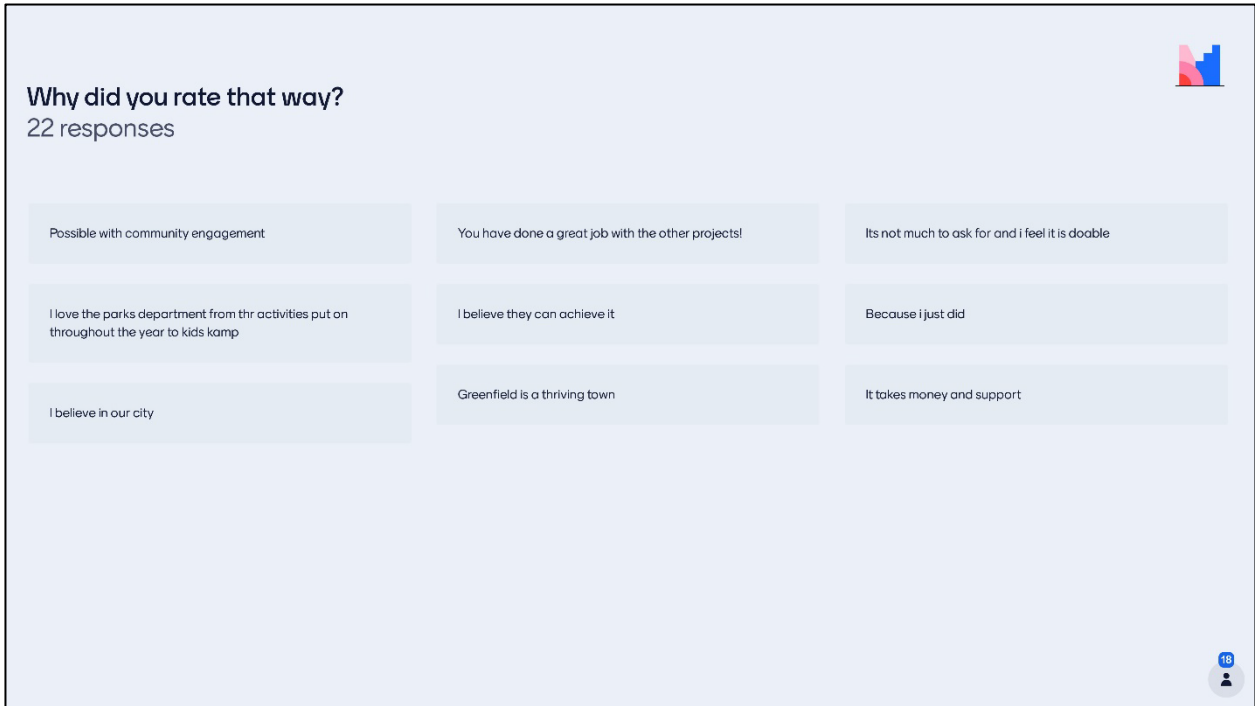 Why did you rate that way?
22 responses
Possible with community engagement
You have done a great job with the other projects!
Its not much to ask for and i feel it is doable
I love the parks department from thr activities put on
throughout the year to kids kamp
I believe they can achieve it
Because i just did
I believe in our city
Greenfield is a thriving town
It takes money and support
18